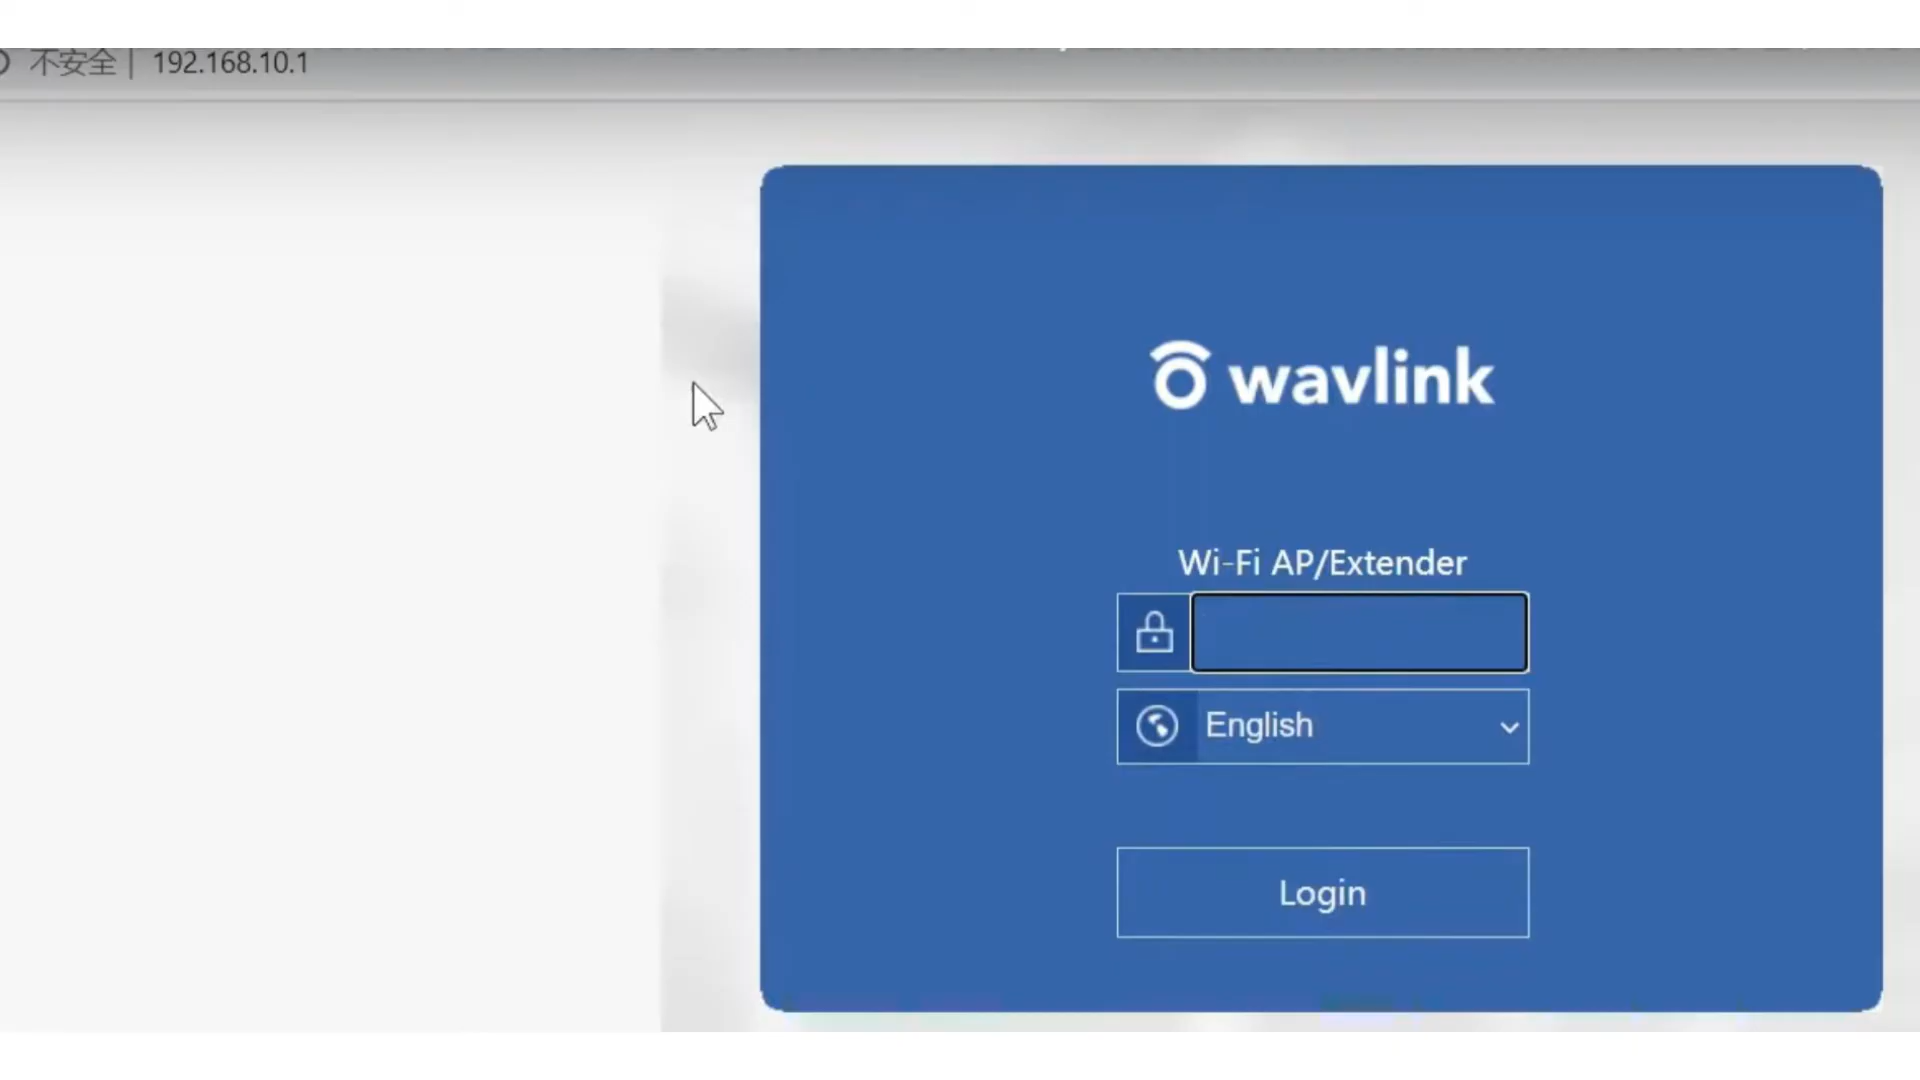 不安全 | 192.168.10.1
wavlink
Wi-Fi AP/Extender
English
Login